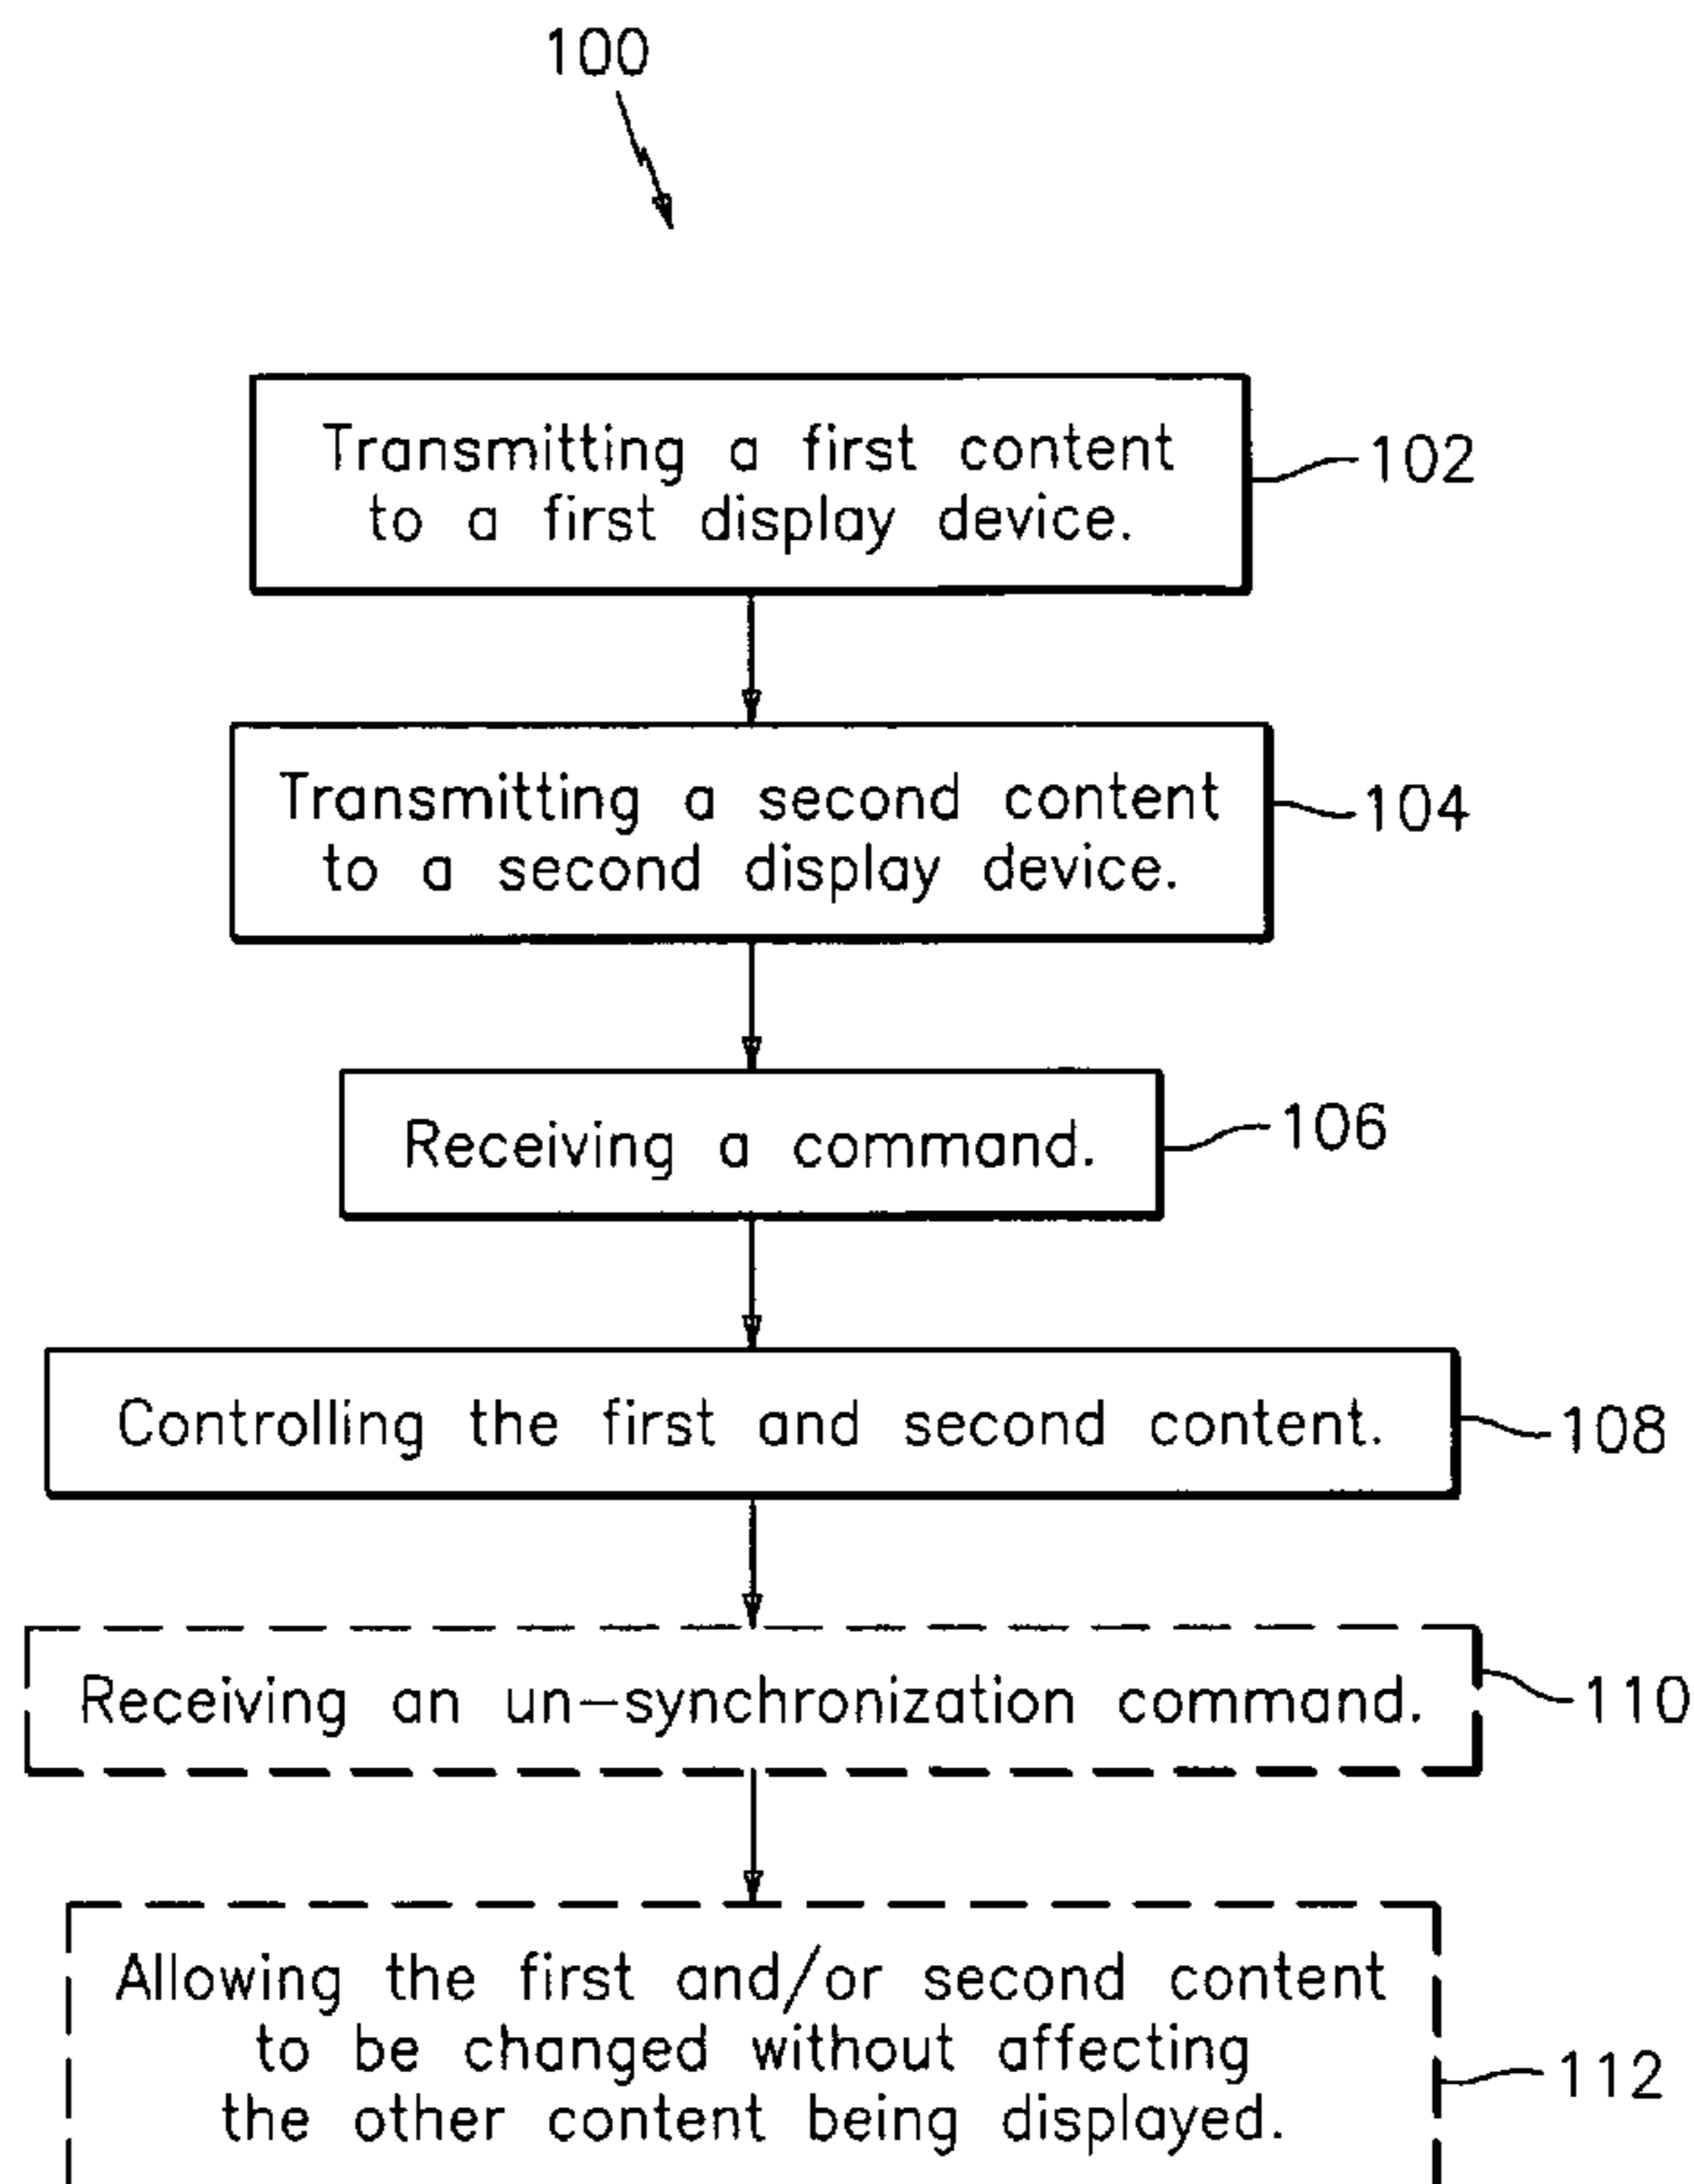 100
Transmitting a first content
to a first display device.
102
Transmitting a second content
to a second display device.
104
Receiving a command.
106
Controlling the first and second content.
108
Receiving an un-synchronization command.
110
Allowing the first and/or second content
to be changed without affecting
the other content being displayed.
112